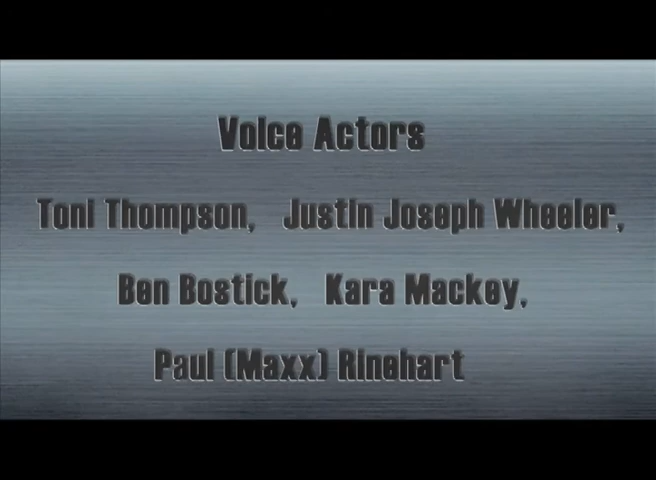 Voice Actors
Toni Thompson, Justin Joseph Wheeler,
Ben Bostick, Kara Mackey,
Paul (Maxx) Rinehart